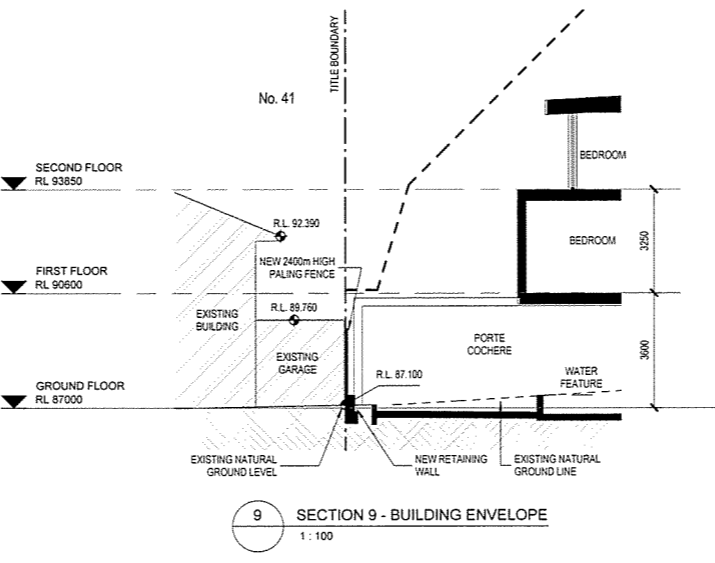 TITLE BOUNDARY
No. 41
BEDROOM
SECOND FLOOR
RL 93850
R.L. 92.390
BEDROOM
3250
NEW 2400m HIGH
PALING FENCE
FIRST FLOOR
RL 90600
R.L. 89.760
EXISTING
BUILDING
PORTE
COCHERE
3600
EXISTING
GARAGE
R.L. 87.100
WATER
FEATURE
GROUND FLOOR
RL 87000
EXISTING NATURAL
GROUND LEVEL
NEW RETAINING
WALL
EXISTING NATURAL
GROUND LINE
9
SECTION 9 - BUILDING ENVELOPE
1 : 100